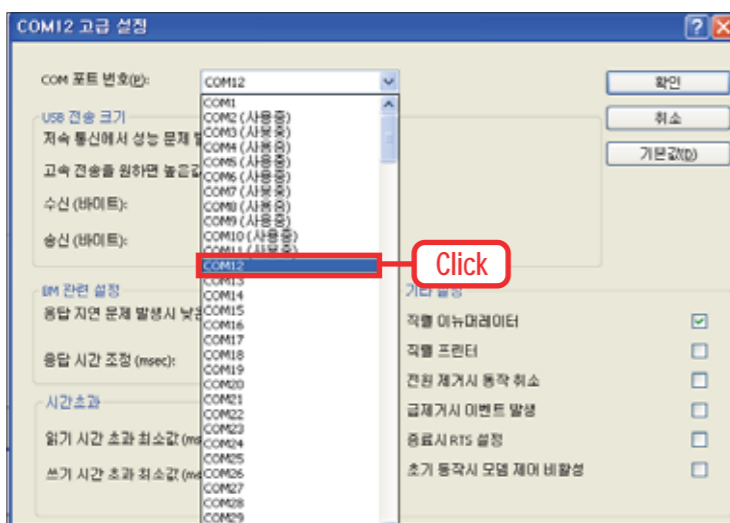 COM12 고급 설정
COM 포트 번호(P):
COM12
확인
취소
기본값(D)
COM1
COM2 (사용중)
COM3 (사용중)
COM4 (사용중)
COM5 (사용중)
COM6 (사용중)
COM7 (사용중)
COM8 (사용중)
COM9 (사용중)
COM10 (사용중)
COM11 (사용중)
COM12
COM13
COM14
COM15
COM16
COM17
COM18
COM19
COM20
COM21
COM22
COM23
COM24
COM25
COM26
COM27
COM28
COM29
Click
USB 전송 크기
저속 통신에서 성능 문제
고속 전송을 원하면 높은값
수신 (바이트):
송신 (바이트):
BM 관련 설정
응답 지연 문제 발생시 낮은
응답 시간 조정 (msec):
시간초과
읽기 시간 초과 최소값 (ms
쓰기 시간 초과 최소값 (ms
기타 설정
직렬 이뉴머레이터
직렬 프린터
전원 제거시 동작 취소
급제거시 이벤트 발생
종료시 RTS 설정
초기 동작시 모뎀 제어 비활성